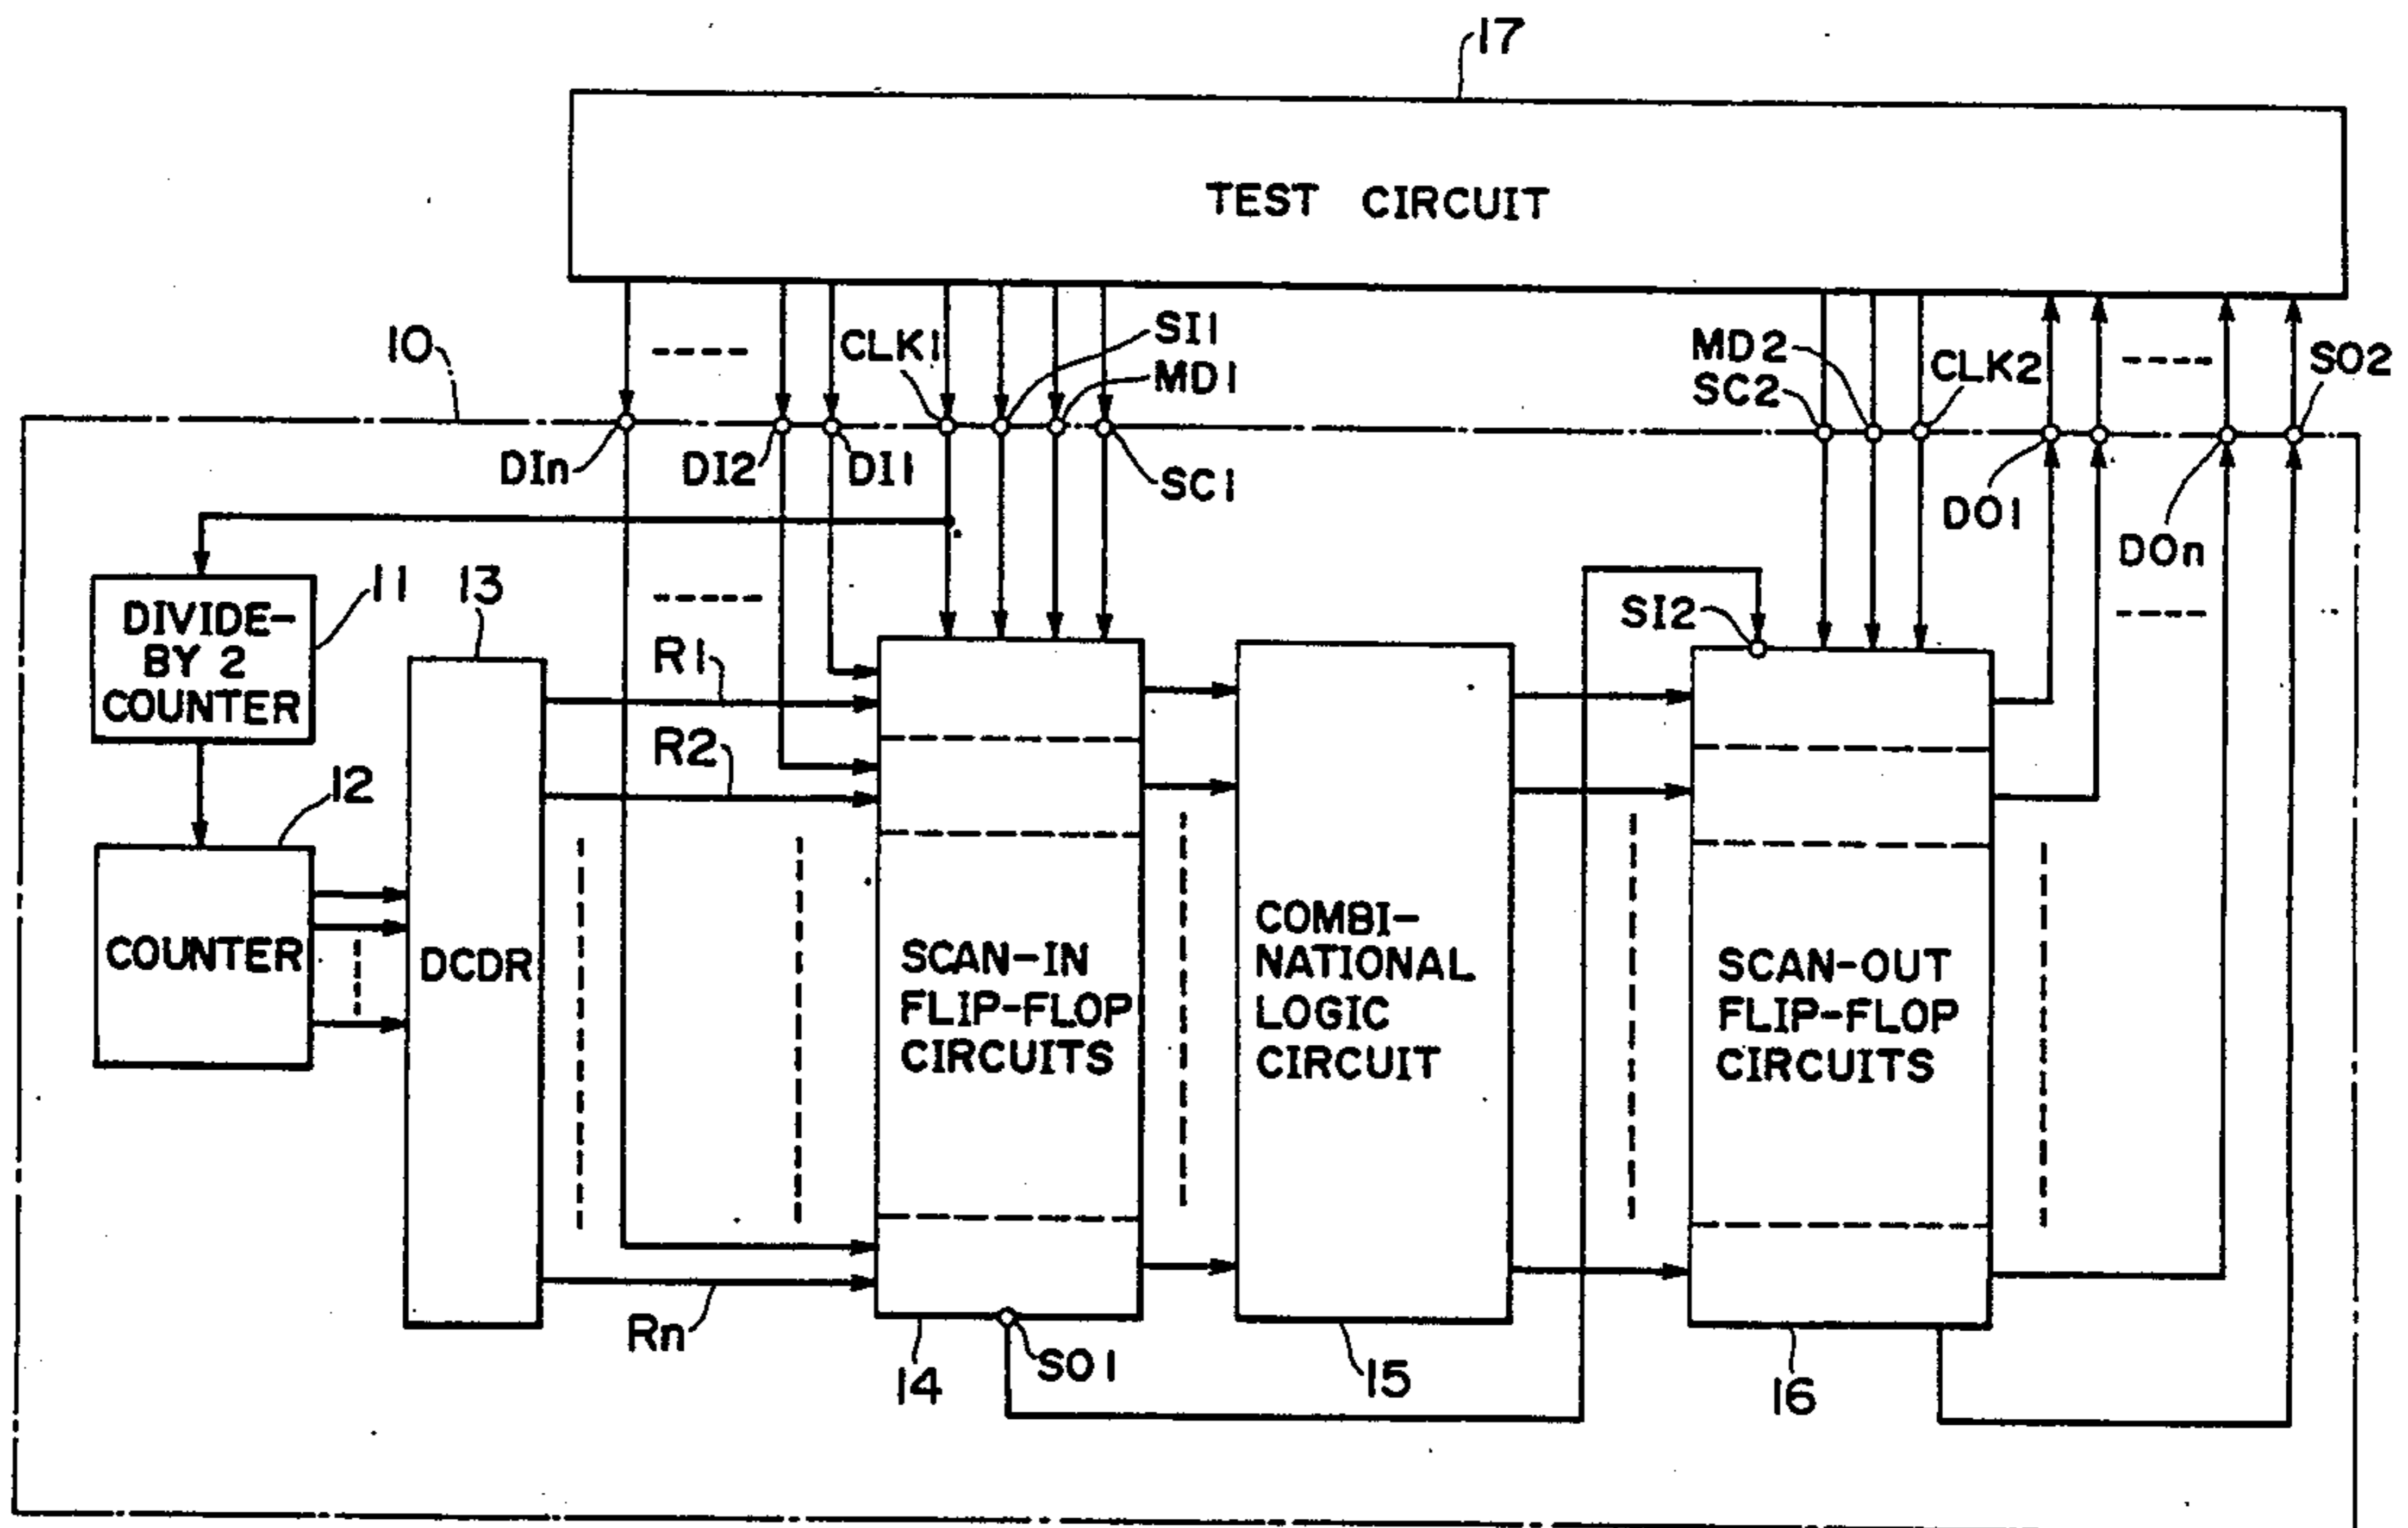 17
TEST CIRCUIT
10
CLK1
SI1
MD1
MD2
SC2
CLK2
SO2
DIn
DI2
DI1
SC1
DO1
DOn
DIVIDE-
BY 2
COUNTER
11
13
R1
SI2
R2
12
COUNTER
DCDR
SCAN-IN
FLIP-FLOP
CIRCUITS
COMBI-
NATIONAL
LOGIC
CIRCUIT
SCAN-OUT
FLIP-FLOP
CIRCUITS
Rn
14
SO1
15
16